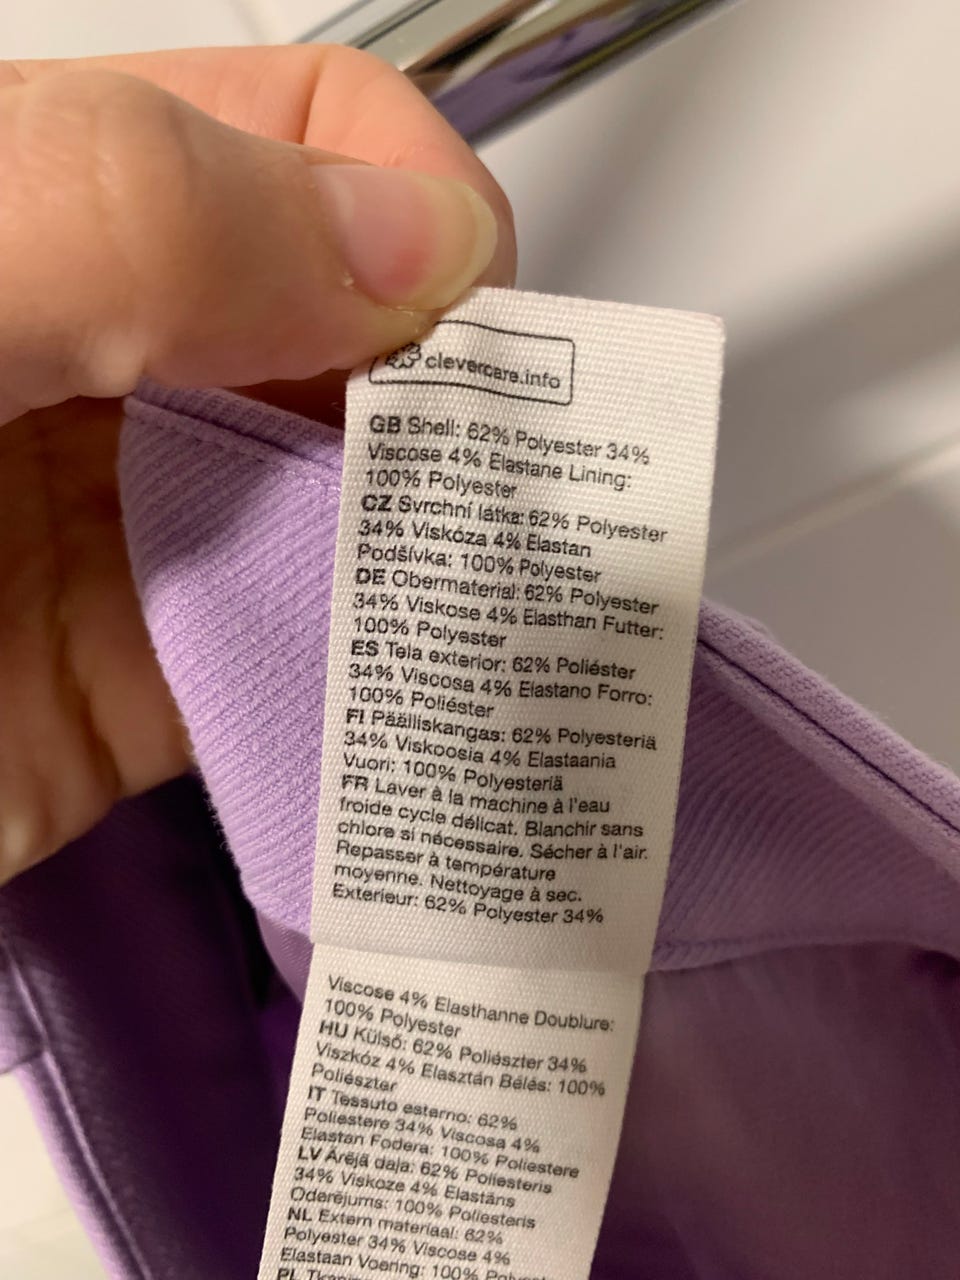 clevercare.info
GB Shell: 62% Polyester 34%
Viscose 4% Elastane Lining:
100% Polyester
CZ Svrchní látka: 62% Polyester
34% Viskóza 4% Elastan
Podšívka: 100% Polyester
DE Obermaterial: 62% Polyester
34% Viskose 4% Elasthan Futter:
100% Polyester
ES Tela exterior: 62% Poliéster
34% Viscosa 4% Elastano Forro:
100% Poliéster
FI Päälliskangas: 62% Polyesteriä
34% Viskoosia 4% Elastaania
Vuori: 100% Polyesteriä
FR Laver à la machine à l'eau
froide cycle délicat. Blanchir sans
chlore si nécessaire. Sécher à l'air.
Repasser à température
moyenne. Nettoyage à sec.
Exterieur: 62% Polyester 34%
Viscose 4% Elasthanne Doublure:
100% Polyester
HU Külső: 62% Poliészter 34%
Viszkóz 4% Elasztán Bélés: 100%
Poliészter
IT Tessuto esterno: 62%
Poliestere 34% Viscosa 4%
Elastan Fodera: 100% Poliestere
LV Ārējā daļa: 62% Poliesteris
34% Viskoze 4% Elastāns
Oderējums: 100% Poliesteris
NL Extern materiaal: 62%
Polyester 34% Viscose 4%
Elastaan Voering: 100%
PL